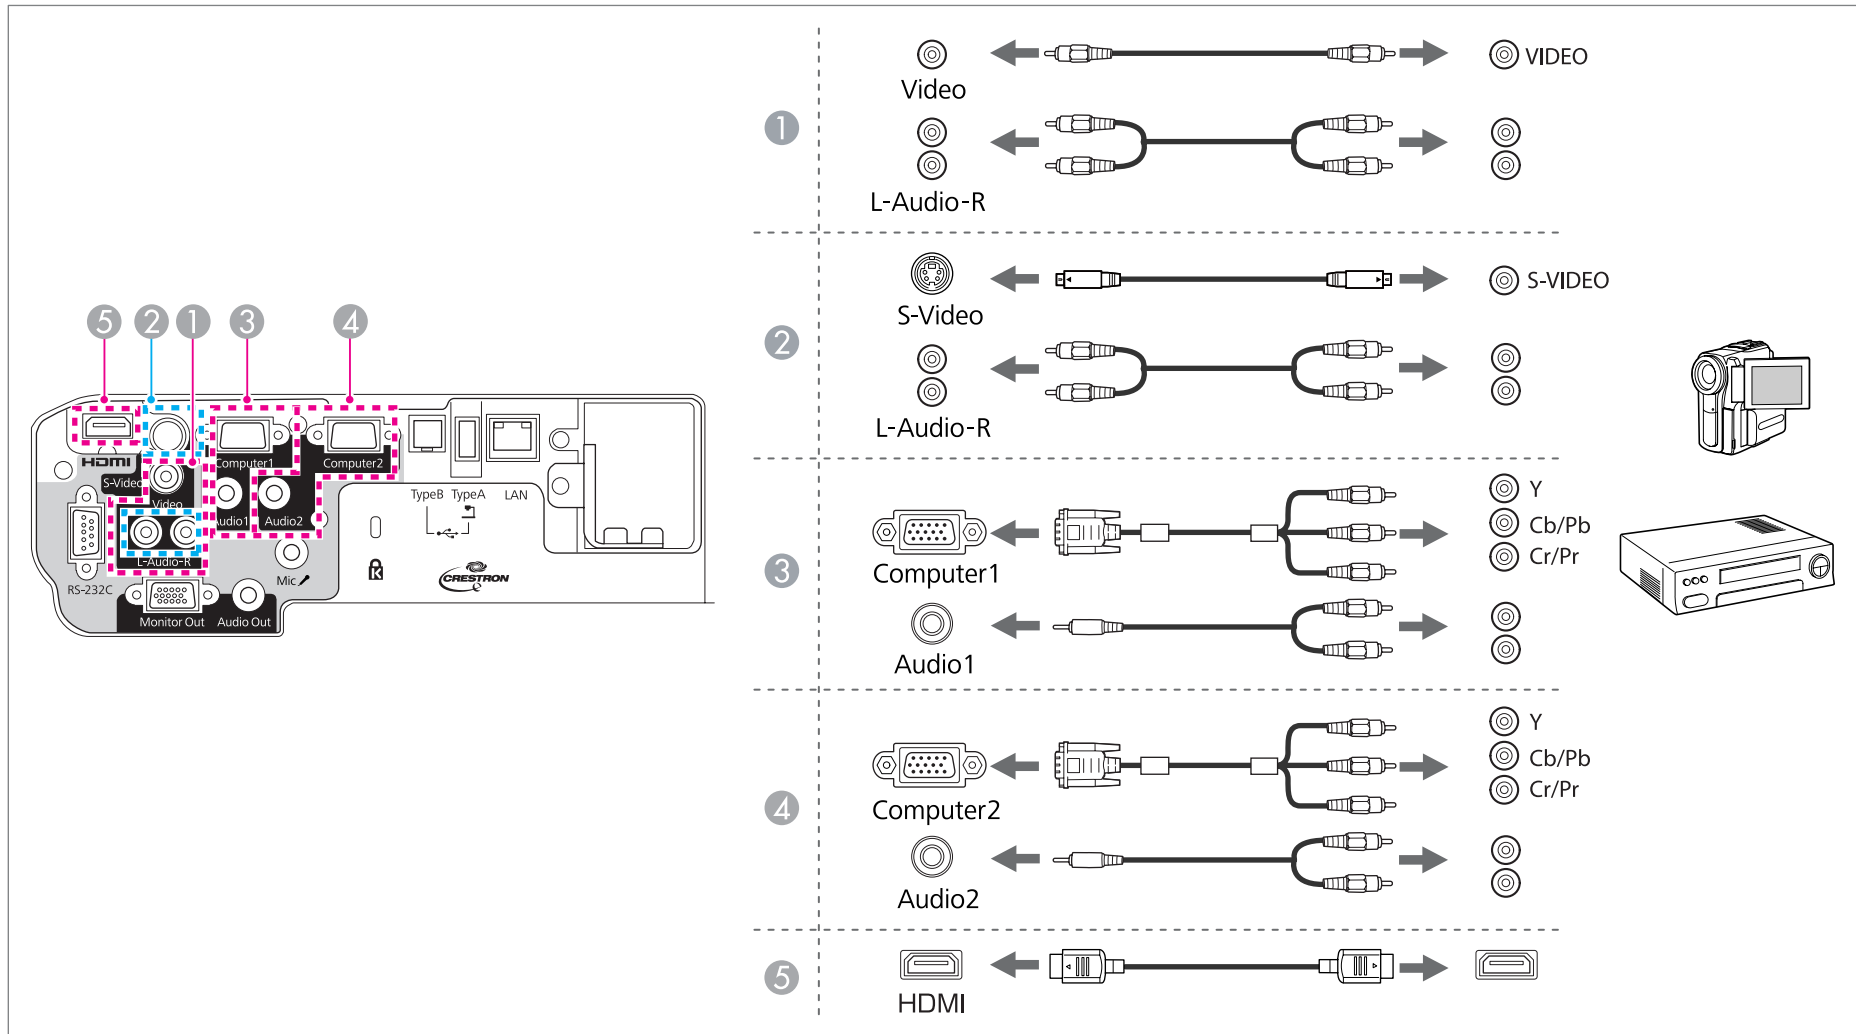 5 2 1 3 4
HDMI
Computer1
Computer2
S-Video
Video
Audio1
Audio2
TypeB TypeA LAN
L-Audio-R
RS-232C
Mic
K
CRESTRON
e
Monitor Out
Audio Out
1
Video
VIDEO
L-Audio-R
2
S-Video
S-VIDEO
L-Audio-R
3
Computer1
Y
Cb/Pb
Cr/Pr
Audio1
4
Computer2
Y
Cb/Pb
Cr/Pr
Audio2
5
HDMI